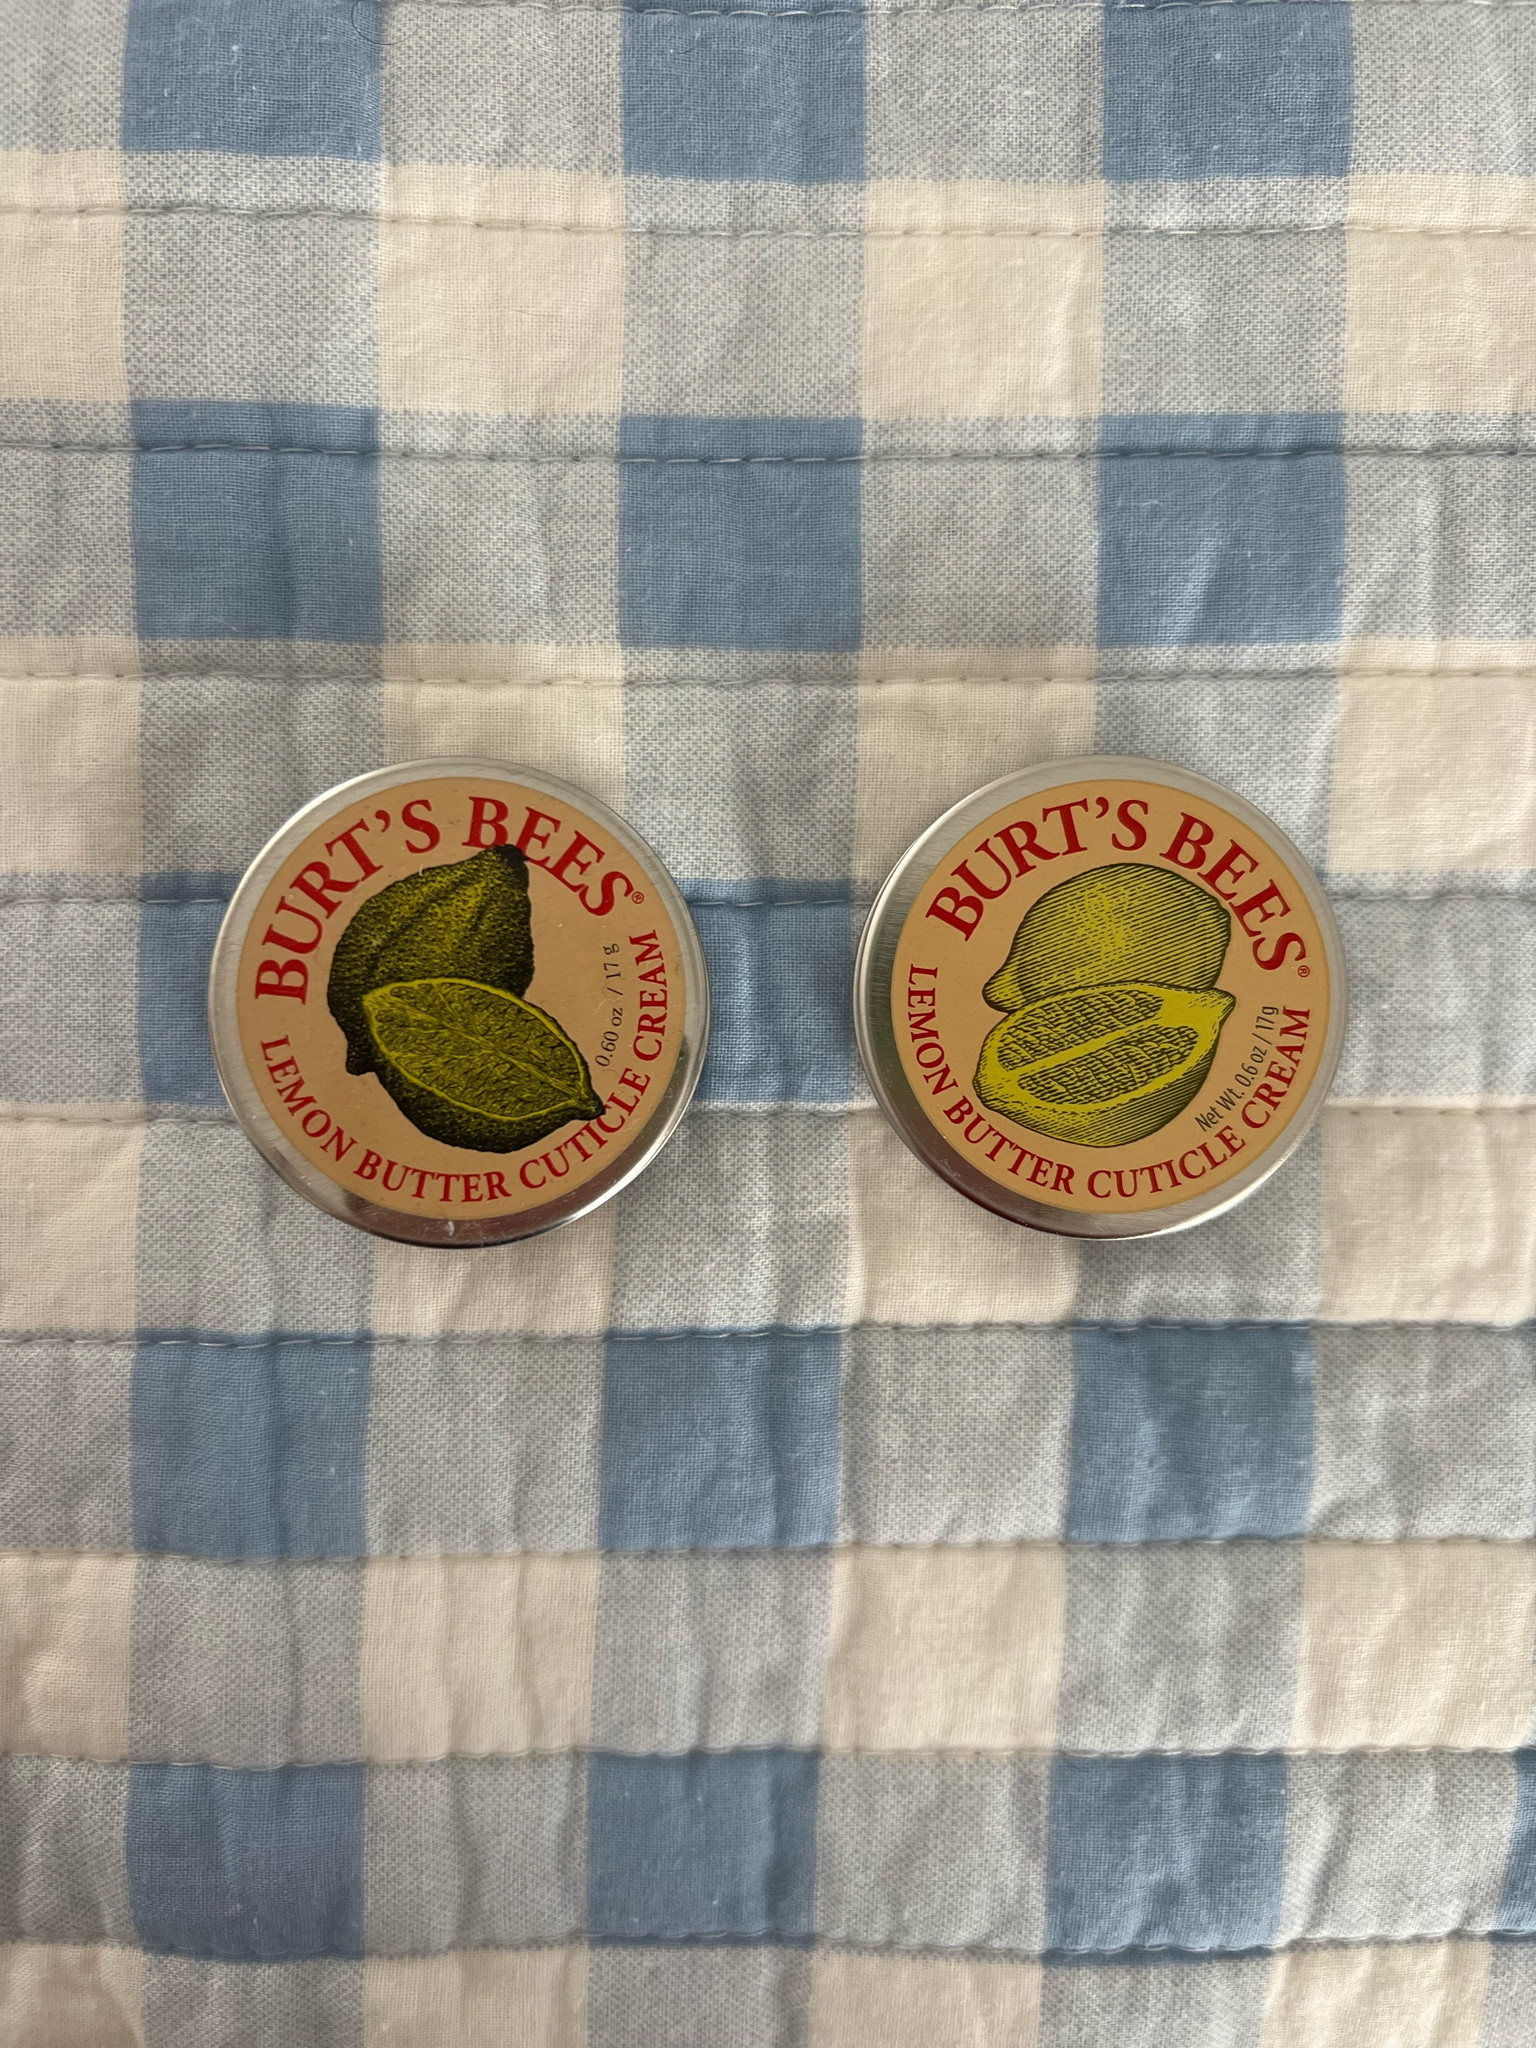 BURT'S BEES®
0.60 oz / 17 g
LEMON BUTTER CUTICLE CREAM
BURT'S BEES®
Net Wt. 0.6 oz / 17g
LEMON BUTTER CUTICLE CREAM